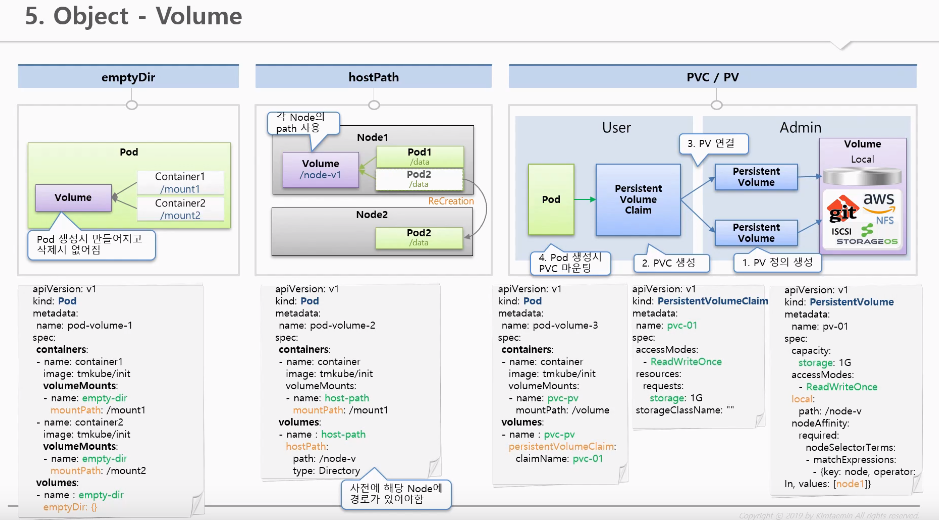 5. Object - Volume
emptyDir
Pod
Volume
Container1
/mount1
Container2
/mount2
Pod 생성시 만들어지고
삭제시 없어짐
hostPath
각 Node의
path 사용
Node1
Volume
/node-v1
Pod1
/data
Pod2
/data
ReCreation
Node2
Pod2
/data
PVC / PV
User
Admin
3. PV 연결
Pod
Persistent
Volume
Claim
Persistent
Volume
Persistent
Volume
Volume
Local
git
aws
NFS
ISCSI
STORAGEOS
4. Pod 생성시
PVC 마운팅
2. PVC 생성
1. PV 정의 생성
apiVersion: v1
kind: Pod
metadata:
name: pod-volume-1
spec:
containers:
- name: container1
image: tmkube/init
volumeMounts:
- name: empty-dir
mountPath: /mount1
- name: container2
image: tmkube/init
volumeMounts:
- name: empty-dir
mountPath: /mount2
volumes:
- name : empty-dir
emptyDir: {}
apiVersion: v1
kind: Pod
metadata:
name: pod-volume-2
spec:
containers:
- name: container
image: tmkube/init
volumeMounts:
- name: host-path
mountPath: /mount1
volumes:
- name : host-path
hostPath:
path: /node-v
type: Directory
사전에 해당 Node에
경로가 있어이함
apiVersion: v1
kind: Pod
metadata:
name: pod-volume-3
spec:
containers:
- name: container
image: tmkube/init
volumeMounts:
- name: pvc-pv
mountPath: /volume
volumes:
- name : pvc-pv
persistentVolumeClaim:
claimName: pvc-01
apiVersion: v1
kind: PersistentVolumeClaim
metadata:
name: pvc-01
spec:
accessModes:
- ReadWriteOnce
resources:
requests:
storage: 1G
storageClassName: ""
apiVersion: v1
kind: PersistentVolume
metadata:
name: pv-01
spec:
capacity:
storage: 1G
accessModes:
- ReadWriteOnce
local:
path: /node-v
nodeAffinity:
required:
nodeSelectorTerms:
- matchExpressions:
- {key: node, operator:
In, values: [node1]}
Copyright ⓒ 2019 by Kimtaemin All rights reserved.